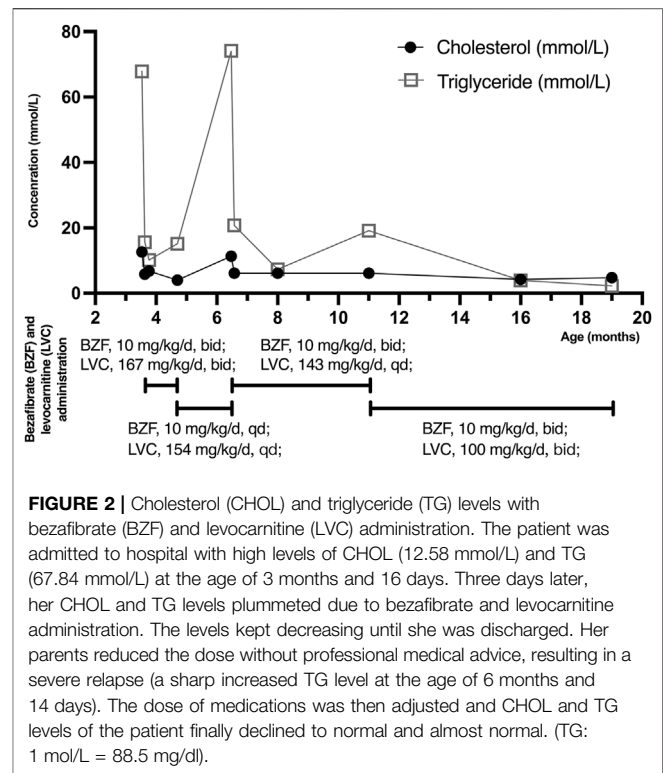 80
60
40
20
0
Concenration (mmol/L)
Cholesterol (mmol/L)
Triglyceride (mmol/L)
2 4 6 8 10 12 14 16 18 20
Age (months)
Bezafibrate (BZF) and
levocarnitine (LVC)
administration
BZF, 10 mg/kg/d, bid;
LVC, 167 mg/kg/d, bid;
BZF, 10 mg/kg/d, bid;
LVC, 143 mg/kg/d, qd;
BZF, 10 mg/kg/d, qd;
LVC, 154 mg/kg/d, qd;
BZF, 10 mg/kg/d, bid;
LVC, 100 mg/kg/d, bid;
FIGURE 2 | Cholesterol (CHOL) and triglyceride (TG) levels with
bezafibrate (BZF) and levocarnitine (LVC) administration. The patient was
admitted to hospital with high levels of CHOL (12.58 mmol/L) and TG
(67.84 mmol/L) at the age of 3 months and 16 days. Three days later,
her CHOL and TG levels plummeted due to bezafibrate and levocarnitine
administration. The levels kept decreasing until she was discharged. Her
parents reduced the dose without professional medical advice, resulting in a
severe relapse (a sharp increased TG level at the age of 6 months and
14 days). The dose of medications was then adjusted and CHOL and TG
levels of the patient finally declined to normal and almost normal. (TG:
1 mol/L = 88.5 mg/dl).